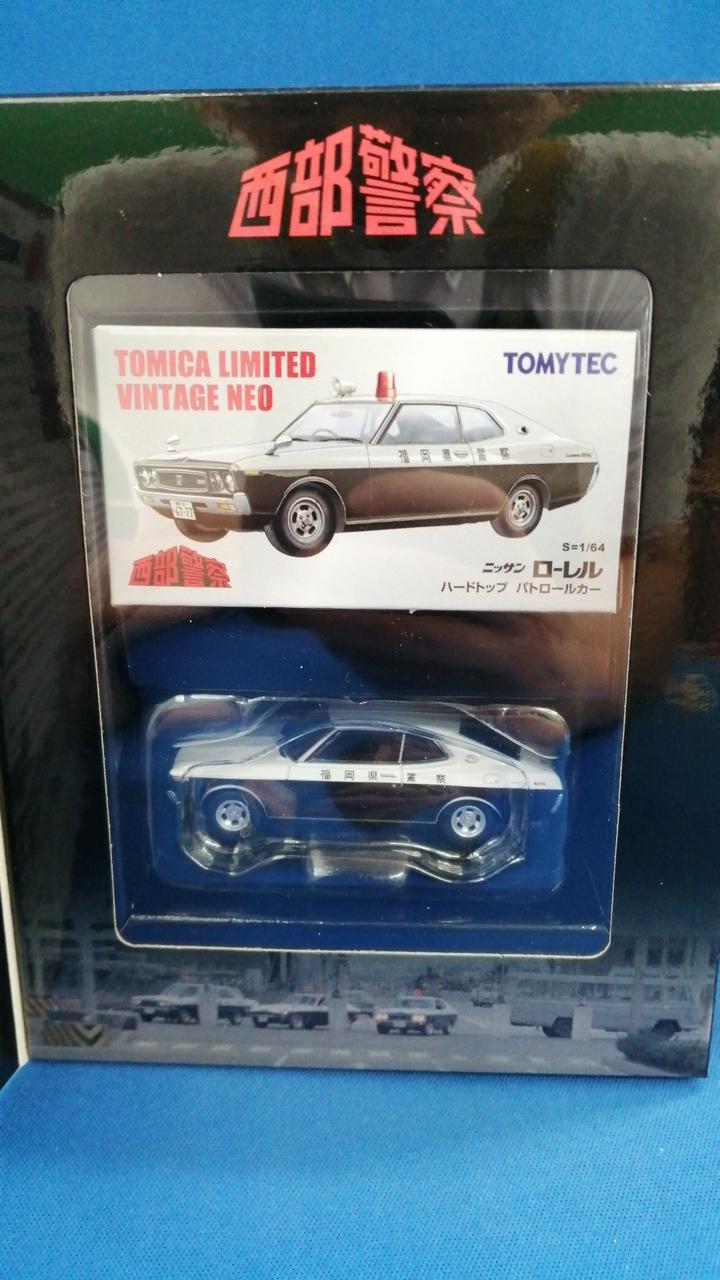 西部警察
TOMICA LIMITED
VINTAGE NEO
TOMYTEC
福岡県警察
47-77
S=1/64
西部警察
ニッサン ローレル
ハードトップ パトロールカー
福岡県警察